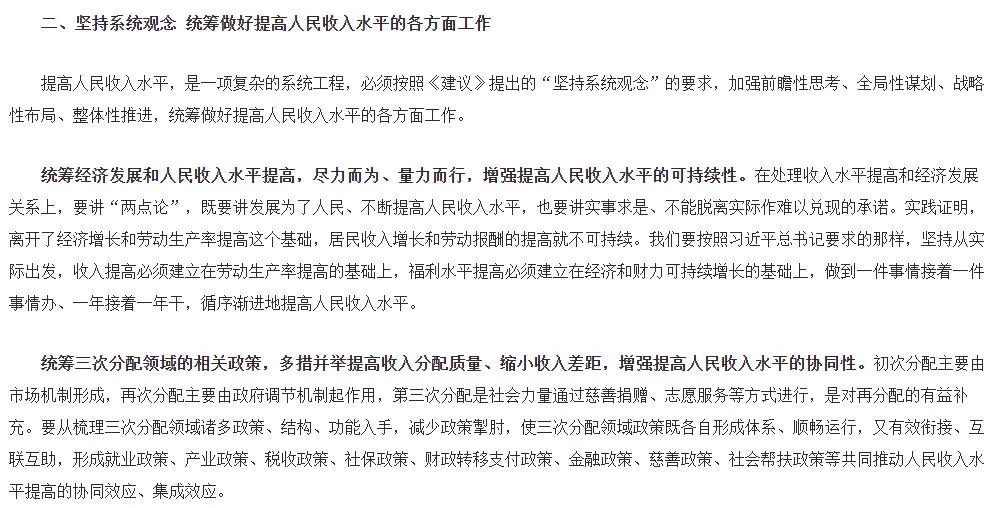 二、坚持系统观念 统筹做好提高人民收入水平的各方面工作
提高人民收入水平，是一项复杂的系统工程，必须按照《建议》提出的“坚持系统观念”的要求，加强前瞻性思考、全局性谋划、战略
性布局、整体性推进，统筹做好提高人民收入水平的各方面工作。
统筹经济发展和人民收入水平提高，尽力而为、量力而行，增强提高人民收入水平的可持续性。在处理收入水平提高和经济发展
关系上，要讲“两点论”，既要讲发展为了人民、不断提高人民收入水平，也要讲实事求是、不能脱离实际作难以兑现的承诺。实践证明，
离开了经济增长和劳动生产率提高这个基础，居民收入增长和劳动报酬的提高就不可持续。我们要按照习近平总书记要求的那样，坚持从实
际出发，收入提高必须建立在劳动生产率提高的基础上，福利水平提高必须建立在经济和财力可持续增长的基础上，做到一件事情接着一件
事情办、一年接着一年干，循序渐进地提高人民收入水平。
统筹三次分配领域的相关政策，多措并举提高收入分配质量、缩小收入差距，增强提高人民收入水平的协同性。初次分配主要由
市场机制形成，再次分配主要由政府调节机制起作用，第三次分配是社会力量通过慈善捐赠、志愿服务等方式进行，是对再分配的有益补
充。要从梳理三次分配领域诸多政策、结构、功能入手，减少政策掣肘，使三次分配领域政策既各自形成体系、顺畅运行，又有效衔接、互
联互助，形成就业政策、产业政策、税收政策、社保政策、财政转移支付政策、金融政策、慈善政策、社会帮扶政策等共同推动人民收入水
平提高的协同效应、集成效应。